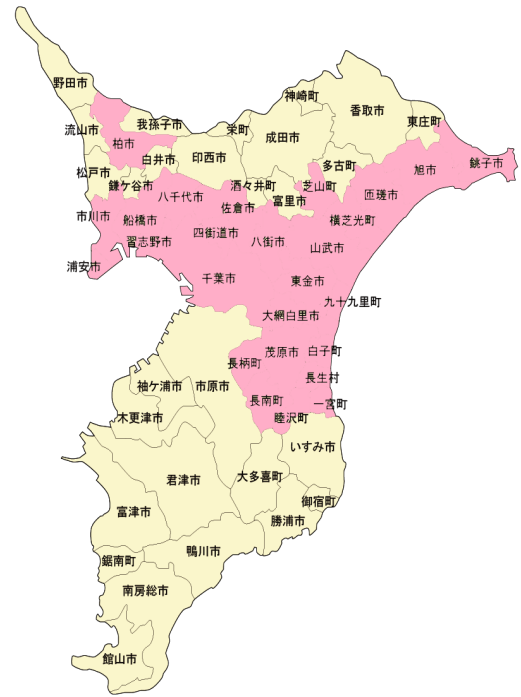 野田市
神崎町
香取市
我孫子市
栄町
東庄町
流山市
成田市
柏市
白井市
印西市
多古町
旭市
銚子市
松戸市
鎌ケ谷市
酒々井町
芝山町
八千代市
富里市
匝瑳市
佐倉市
市川市
船橋市
横芝光町
四街道市
習志野市
八街市
山武市
浦安市
千葉市
東金市
九十九里町
大網白里市
茂原市
白子町
長柄町
長生村
袖ケ浦市
市原市
長南町
一宮町
木更津市
睦沢町
いすみ市
君津市
大多喜町
御宿町
富津市
勝浦市
鴨川市
鋸南町
南房総市
館山市